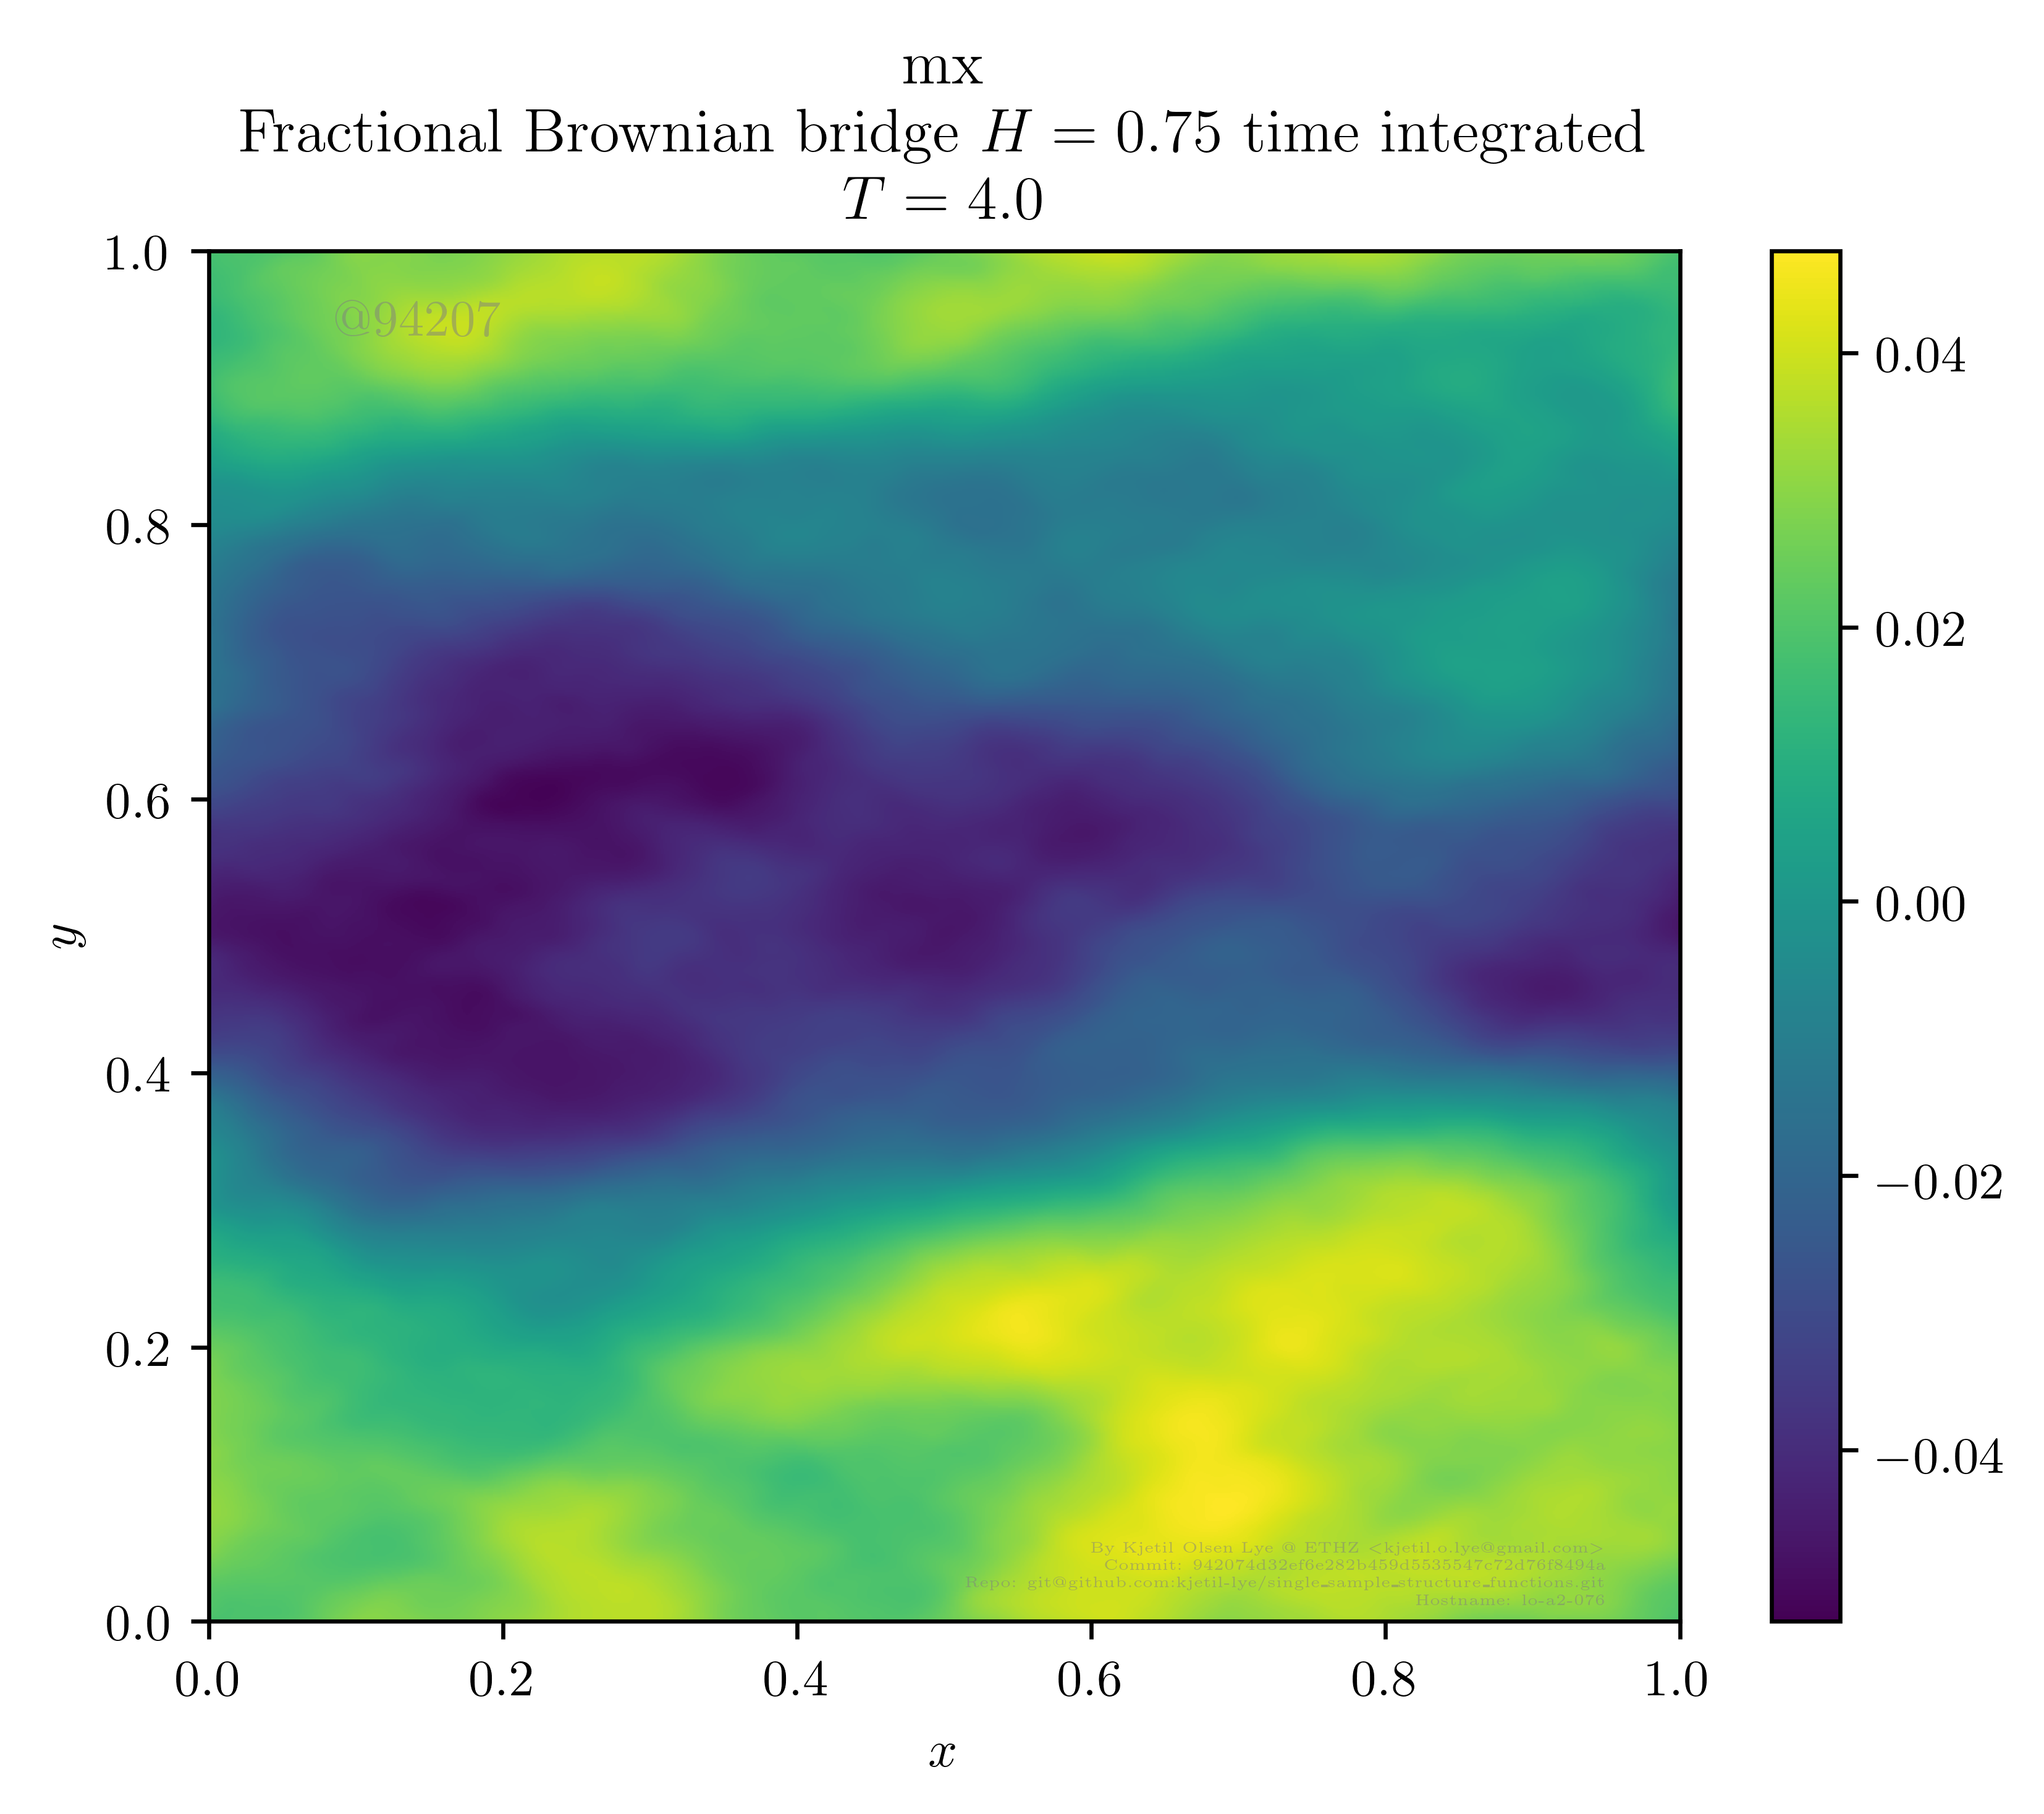 mx
Fractional Brownian bridge H = 0.75 time integrated
T = 4.0
1.0
0.8
0.6
0.4
0.2
0.0
y
@94207
By Kjetil Olsen Lye @ ETHZ <kjetil.o.lye@gmail.com>
Commit: 942074d32ef6e282b459d5535547c72d76f8494a
Repo: git@github.com:kjetil-lye/single_sample_structure_functions.git
Hostname: lo-a2-076
0.0 0.2 0.4 0.6 0.8 1.0
x
0.04
0.02
0.00
−0.02
−0.04